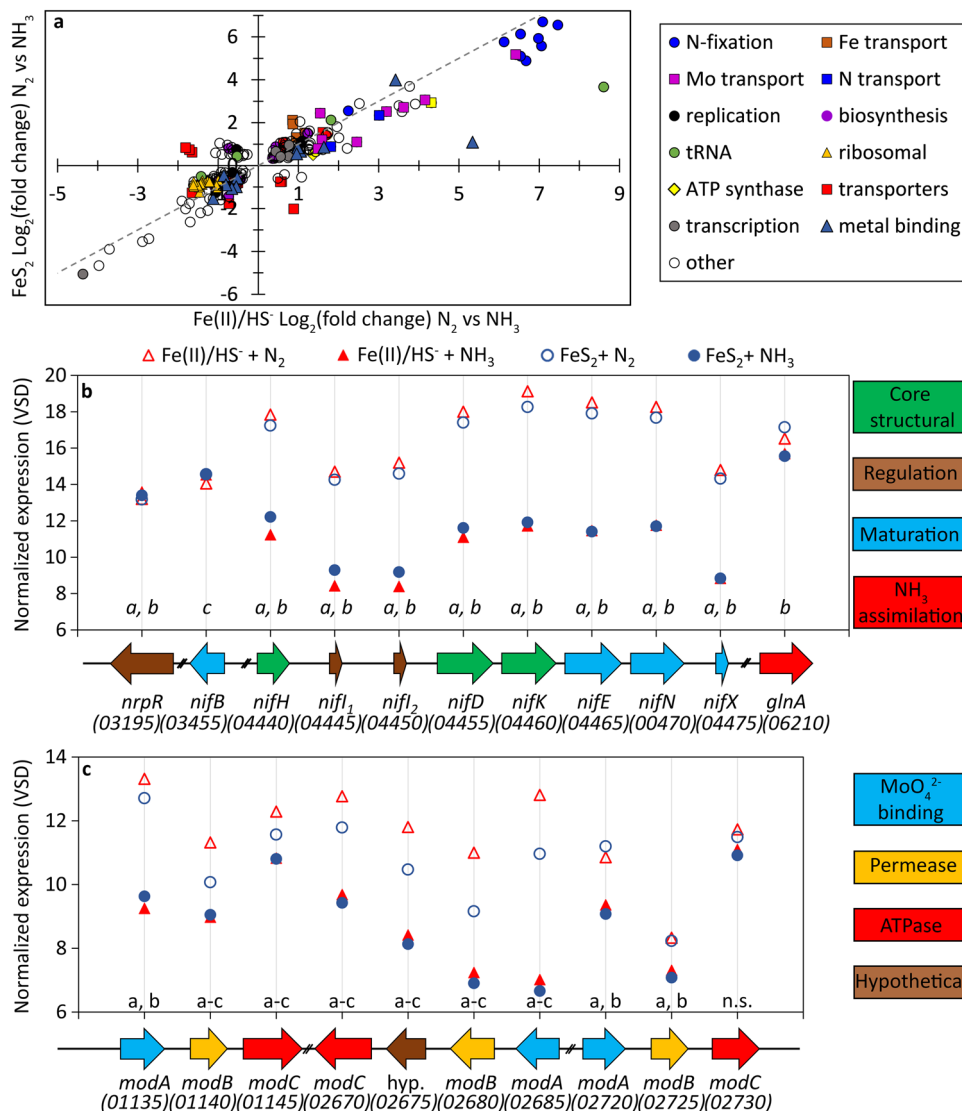 a
FeS2 Log2(fold change) N2 vs NH3
6
4
2
0
-2
-4
-6
-5
-3
-1
1
3
5
7
9
Fe(II)/HS- Log2(fold change) N2 vs NH3
N-fixation
Fe transport
Mo transport
N transport
replication
biosynthesis
tRNA
ribosomal
ATP synthase
transporters
transcription
metal binding
other
Fe(II)/HS- + N2
Fe(II)/HS- + NH3
FeS2+ N2
FeS2+ NH3
b
Normalized expression (VSD)
20
18
16
14
12
10
8
6
a, b
c
a, b
a, b
a, b
a, b
a, b
a, b
a, b
a, b
b
nrpR
nifB
nifH
nifI1
nifI2
nifD
nifK
nifE
nifN
nifX
glnA
(03195)(03455)(04440)(04445)(04450)(04455)(04460)(04465)(00470)(04475)(06210)
Core
structural
Regulation
Maturation
NH3
assimilation
c
Normalized expression (VSD)
14
12
10
8
6
a, b
a-c
a-c
a-c
a-c
a-c
a-c
a, b
a, b
n.s.
modA
modB
modC
modC
hyp.
modB
modA
modA
modB
modC
(01135)(01140)(01145)(02670)(02675)(02680)(02685)(02720)(02725)(02730)
MoO4 2-
binding
Permease
ATPase
Hypothetica